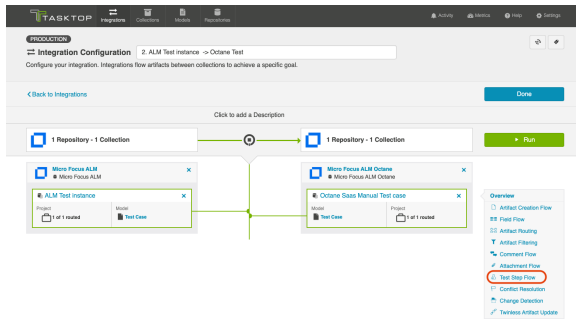 TASKTOP
Integrations
Collections
Models
Repositories
Activity
Metrics
Help
Settings
PRODUCTION
Integration Configuration
2. ALM Test instance -> Octane Test
Configure your integration. Integrations flow artifacts between collections to achieve a specific goal.
Back to Integrations
Done
Click to add a Description
1 Repository - 1 Collection
1 Repository - 1 Collection
Run
Micro Focus ALM
Micro Focus ALM
Micro Focus ALM Octane
Micro Focus ALM Octane
ALM Test instance
Octane Saas Manual Test case
Project
Model
Model
Project
1 of 1 routed
Test Case
Test Case
1 of 1 routed
Overview
Artifact Creation Flow
Field Flow
Artifact Routing
Artifact Filtering
Comment Flow
Attachment Flow
Test Step Flow
Conflict Resolution
Change Detection
Twinless Artifact Update